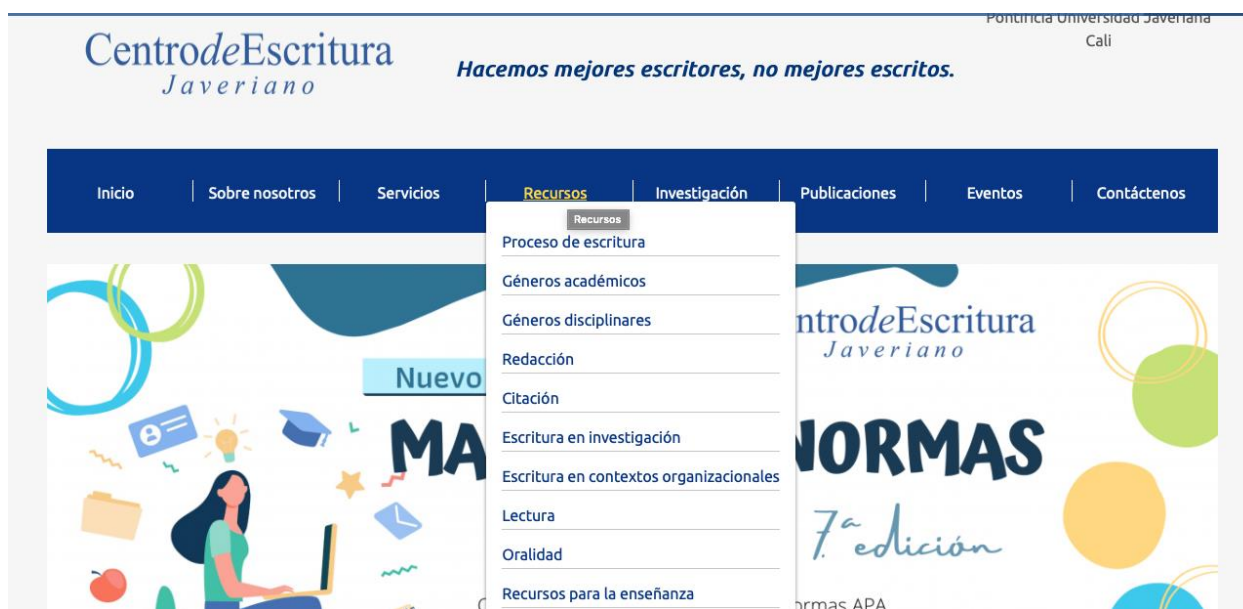 Pontificia Universidad Javeriana
Cali
CentrodeEscritura
Javeriano
Hacemos mejores escritores, no mejores escritos.
Inicio
Sobre nosotros
Servicios
Recursos
Investigación
Publicaciones
Eventos
Contáctenos
Recursos
Proceso de escritura
Géneros académicos
Géneros disciplinares
Redacción
Citación
Escritura en investigación
Escritura en contextos organizacionales
Lectura
Oralidad
Recursos para la enseñanza
ntrodeEscritura
Javeriano
Nuevo
MA
NORMAS
7.ª edición
ormas APA